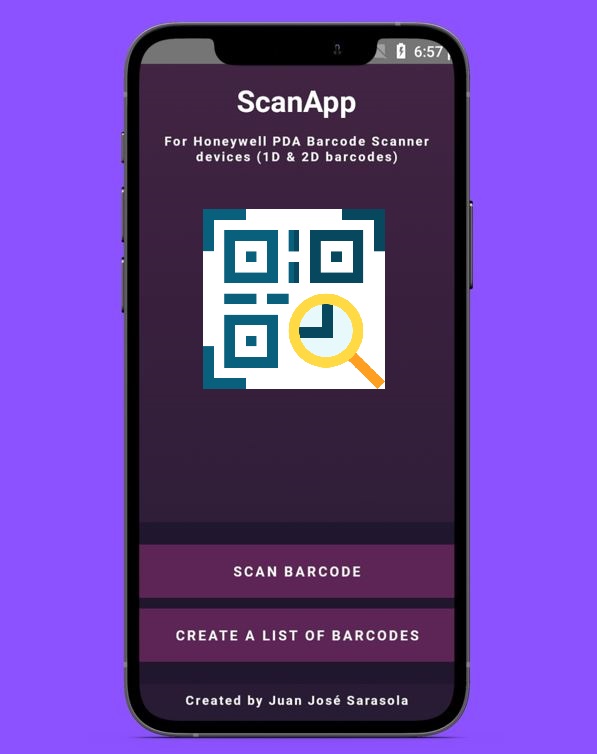 6:57
ScanApp
For Honeywell PDA Barcode Scanner
devices (1D & 2D barcodes)
SCAN BARCODE
CREATE A LIST OF BARCODES
Created by Juan José Sarasola